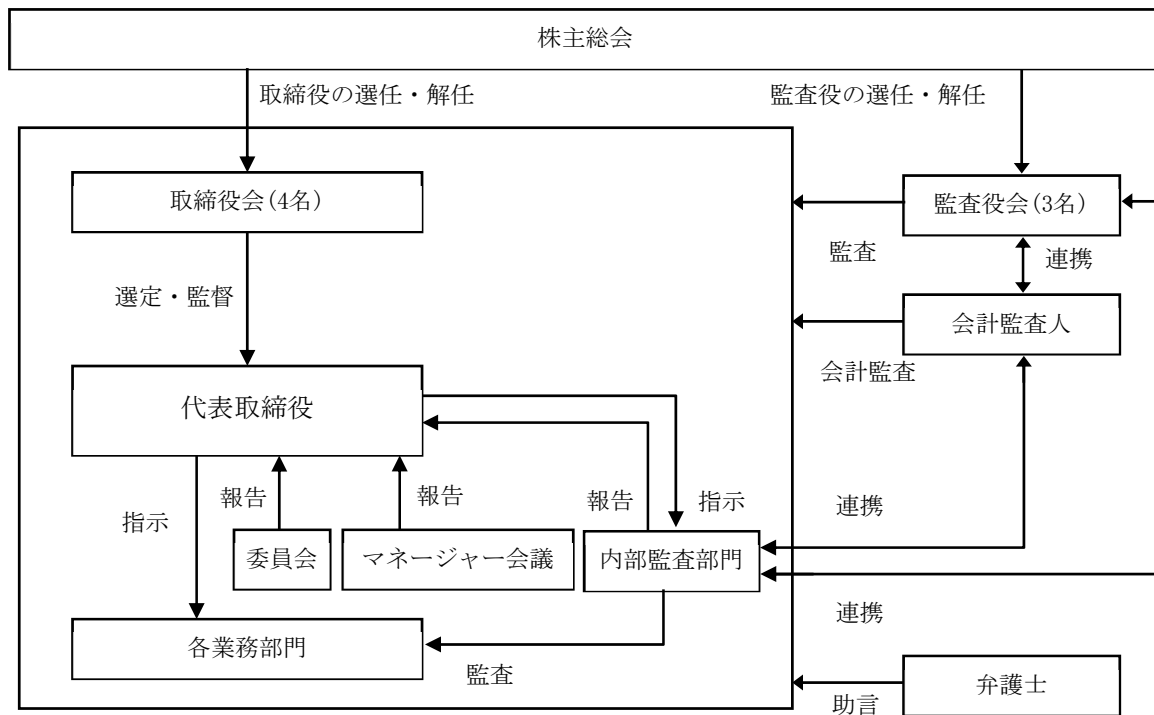 株主総会
取締役の選任・解任
監査役の選任・解任
取締役会(4名)
監査役会(3名)
監査
連携
選定・監督
会計監査人
会計監査
代表取締役
報告
報告
報告
指示
連携
指示
委員会
マネージャー会議
内部監査部門
連携
各業務部門
監査
弁護士
助言